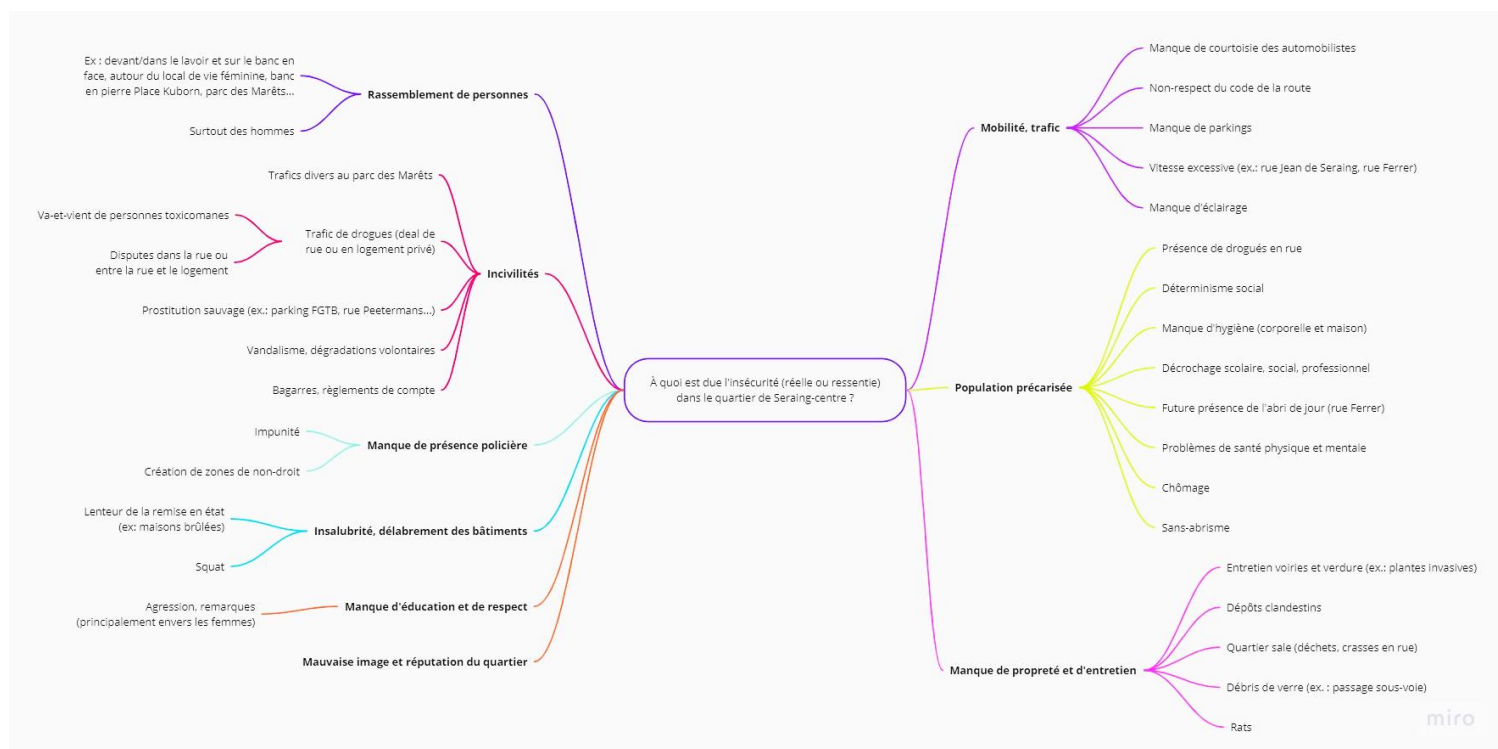 À quoi est due l'insécurité (réelle ou ressentie)
dans le quartier de Seraing-centre ?
Rassemblement de personnes
Ex : devant/dans le lavoir et sur le banc en
face, autour du local de vie féminine, banc
en pierre Place Kuborn, parc des Marêts...
Surtout des hommes
Incivilités
Trafics divers au parc des Marêts
Trafic de drogues (deal de
rue ou en logement privé)
Va-et-vient de personnes toxicomanes
Disputes dans la rue ou
entre la rue et le logement
Prostitution sauvage (ex.: parking FGTB, rue Peetermans...)
Vandalisme, dégradations volontaires
Bagarres, règlements de compte
Manque de présence policière
Impunité
Création de zones de non-droit
Insalubrité, délabrement des bâtiments
Lenteur de la remise en état
(ex: maisons brûlées)
Squat
Manque d'éducation et de respect
Agression, remarques
(principalement envers les femmes)
Mauvaise image et réputation du quartier
Mobilité, trafic
Manque de courtoisie des automobilistes
Non-respect du code de la route
Manque de parkings
Vitesse excessive (ex.: rue Jean de Seraing, rue Ferrer)
Manque d'éclairage
Population précarisée
Présence de drogués en rue
Déterminisme social
Manque d'hygiène (corporelle et maison)
Décrochage scolaire, social, professionnel
Future présence de l'abri de jour (rue Ferrer)
Problèmes de santé physique et mentale
Chômage
Sans-abrisme
Manque de propreté et d'entretien
Entretien voiries et verdure (ex.: plantes invasives)
Dépôts clandestins
Quartier sale (déchets, crasses en rue)
Débris de verre (ex. : passage sous-voie)
Rats
miro